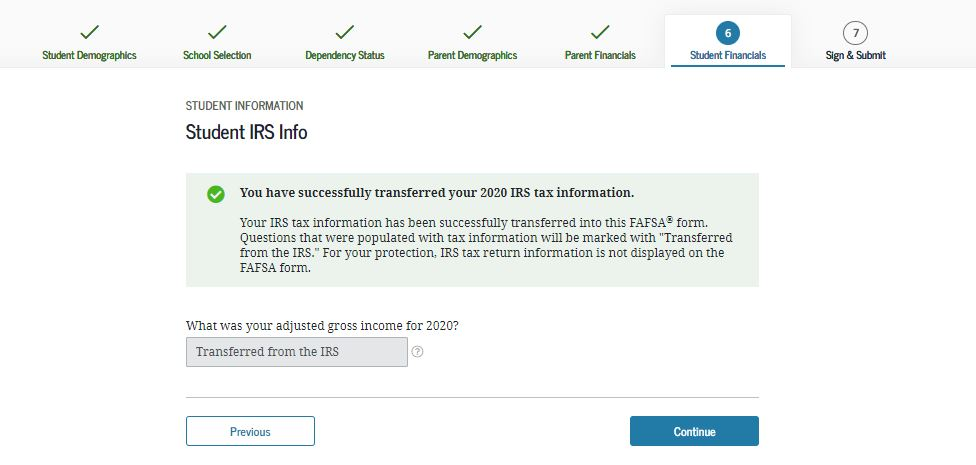 Student Demographics
School Selection
Dependency Status
Parent Demographics
Parent Financials
6
Student Financials
7
Sign & Submit
STUDENT INFORMATION
Student IRS Info
You have successfully transferred your 2020 IRS tax information.
Your IRS tax information has been successfully transferred into this FAFSA® form.
Questions that were populated with tax information will be marked with "Transferred
from the IRS." For your protection, IRS tax return information is not displayed on the
FAFSA form.
What was your adjusted gross income for 2020?
Transferred from the IRS
?
Previous
Continue